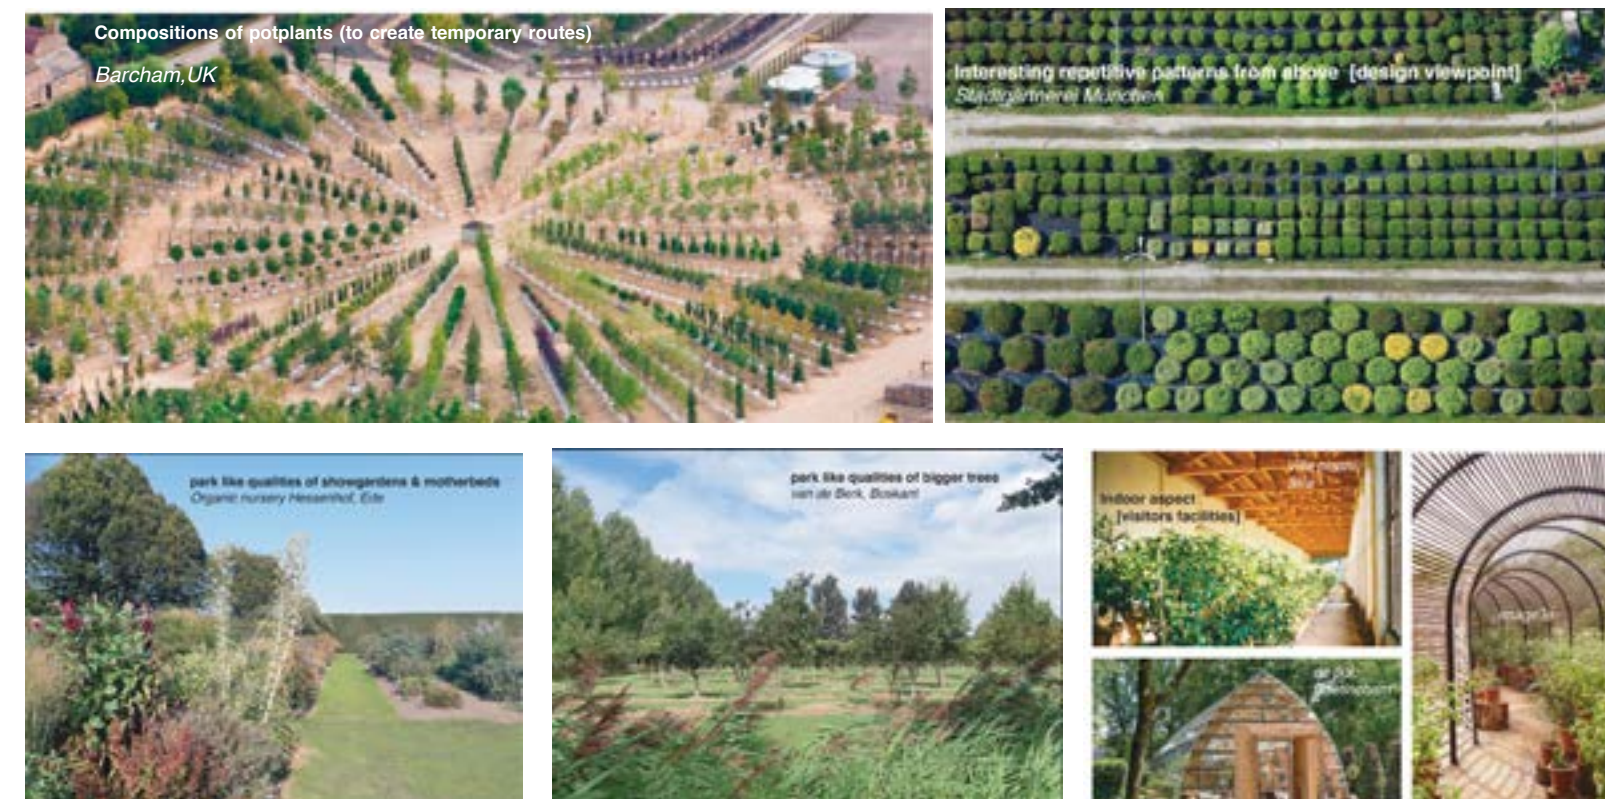 Compositions of potplants (to create temporary routes)
Barcham,UK
Interesting repetitive patterns from above [design viewpoint]
Stadtgärtnerei München
park like qualities of showgardens & motherbeds
Organic nursery Hessenhof, Ede
park like qualities of bigger trees
van de Berk, Boskant
Indoor aspect
[visitors facilities]